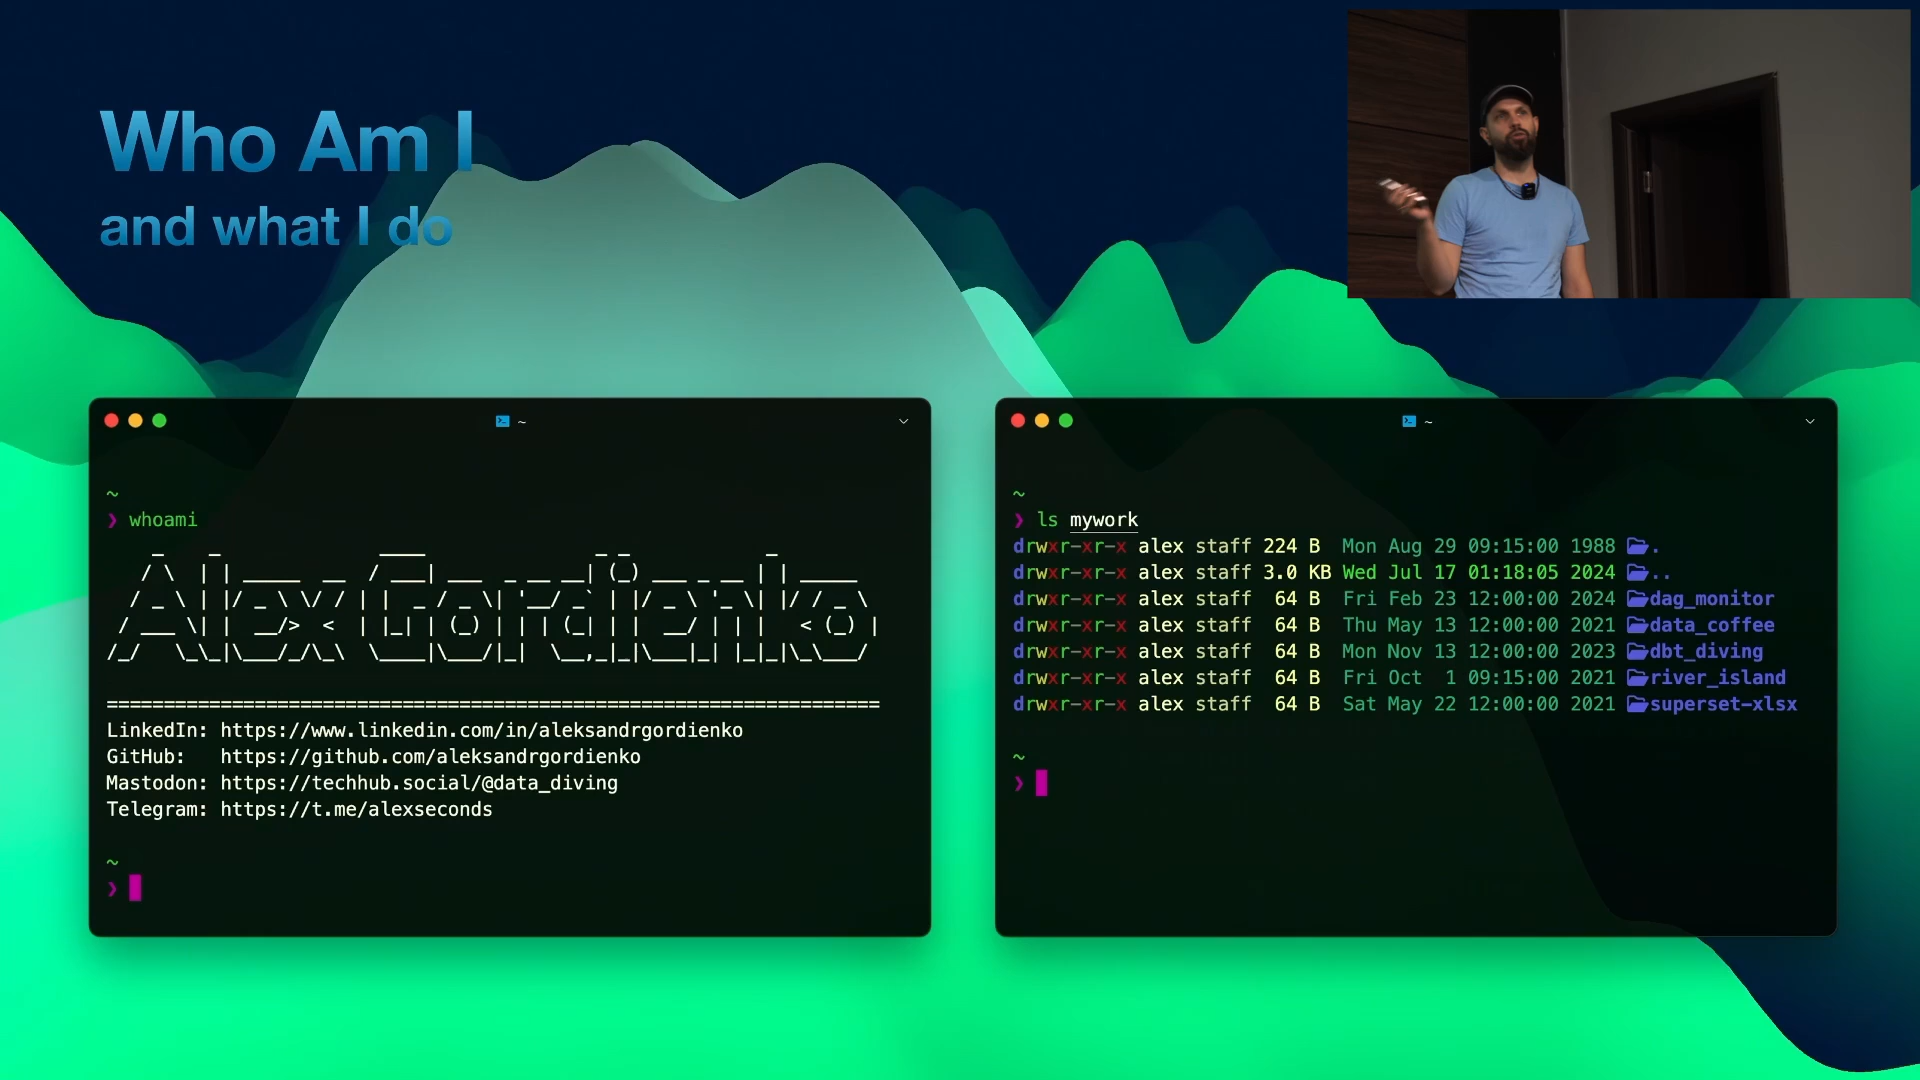 Who Am I
and what I do
~
~
❯ whoami
Alex Gordienko
====================================================================
LinkedIn: https://www.linkedin.com/in/aleksandrgordienko
GitHub:   https://github.com/aleksandrgordienko
Mastodon: https://techhub.social/@data_diving
Telegram: https://t.me/alexseconds
~
❯
~
~
❯ ls mywork
drwxr-xr-x alex staff 224 B  Mon Aug 29 09:15:00 1988 .
drwxr-xr-x alex staff 3.0 KB Wed Jul 17 01:18:05 2024 ..
drwxr-xr-x alex staff  64 B  Fri Feb 23 12:00:00 2024 dag_monitor
drwxr-xr-x alex staff  64 B  Thu May 13 12:00:00 2021 data_coffee
drwxr-xr-x alex staff  64 B  Mon Nov 13 12:00:00 2023 dbt_diving
drwxr-xr-x alex staff  64 B  Fri Oct  1 09:15:00 2021 river_island
drwxr-xr-x alex staff  64 B  Sat May 22 12:00:00 2021 superset-xlsx
~
❯